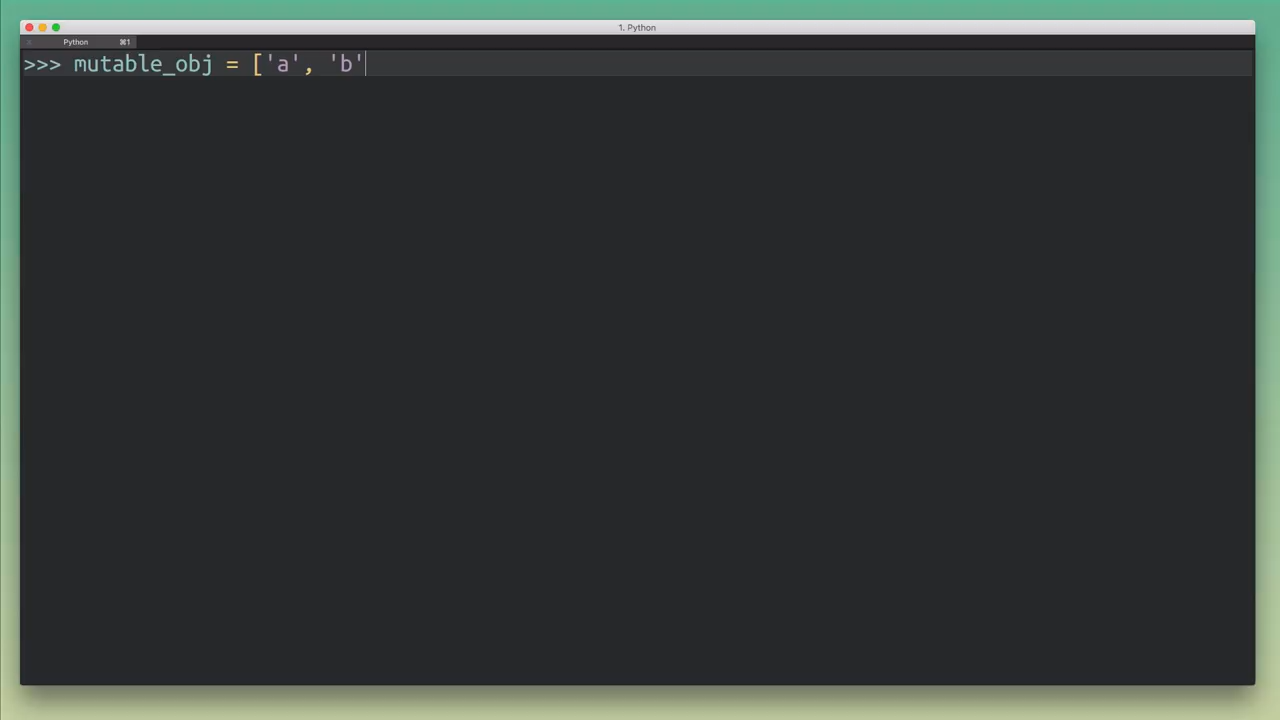 1. Python
Python ⌘1
>>> mutable_obj = ['a', 'b'